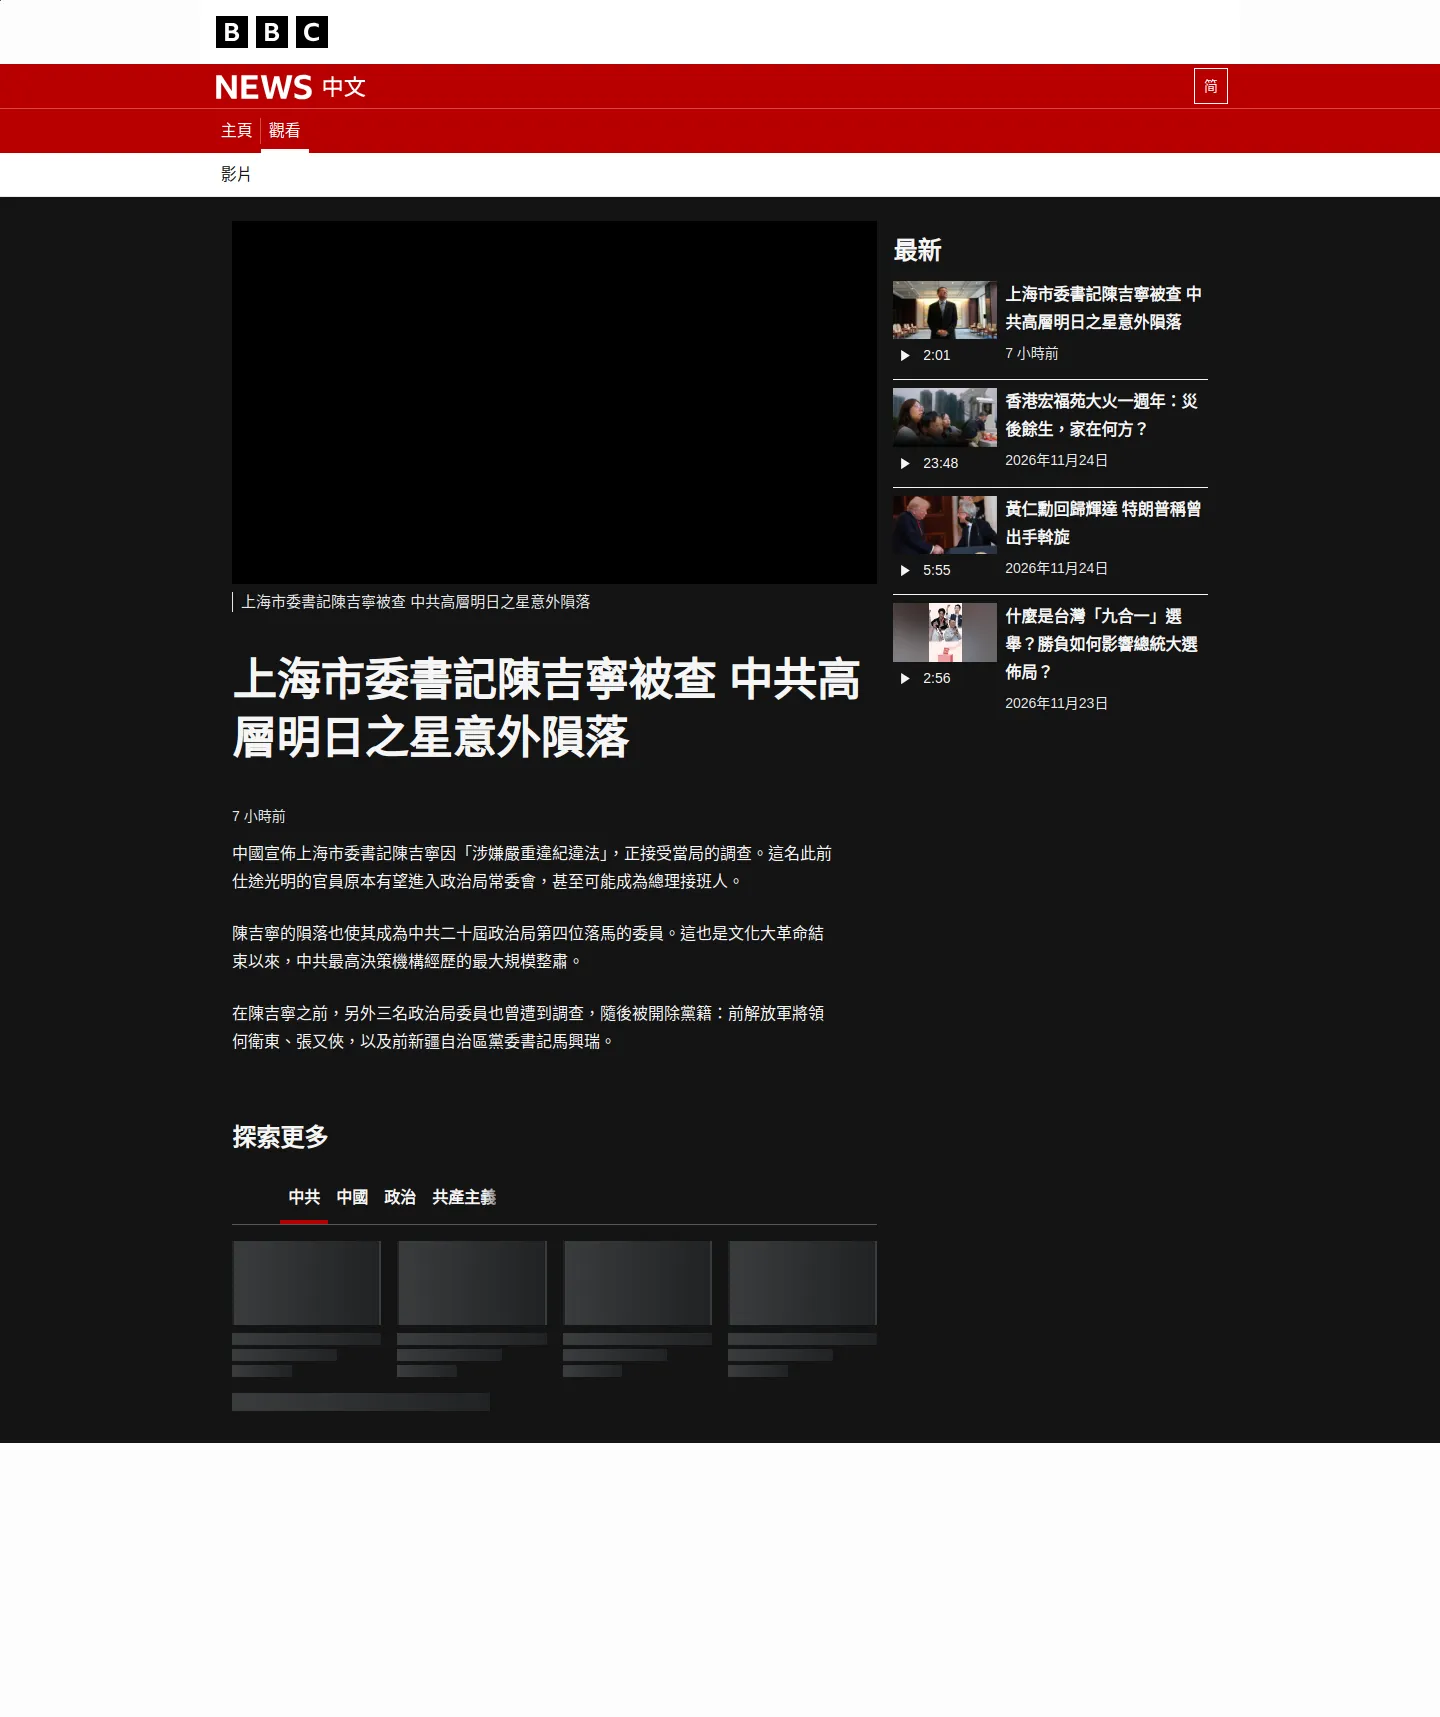 BBC
NEWS 中文
简
主頁
觀看
影片
上海市委書記陳吉寧被查 中共高層明日之星意外隕落
上海市委書記陳吉寧被查 中共高
層明日之星意外隕落
7 小時前
中國宣佈上海市委書記陳吉寧因「涉嫌嚴重違紀違法」，正接受當局的調查。這名此前
仕途光明的官員原本有望進入政治局常委會，甚至可能成為總理接班人。
陳吉寧的隕落也使其成為中共二十屆政治局第四位落馬的委員。這也是文化大革命結
束以來，中共最高決策機構經歷的最大規模整肅。
在陳吉寧之前，另外三名政治局委員也曾遭到調查，隨後被開除黨籍：前解放軍將領
何衛東、張又俠，以及前新疆自治區黨委書記馬興瑞。
探索更多
中共
中國
政治
共產主義
最新
上海市委書記陳吉寧被查 中
共高層明日之星意外隕落
2:01
7 小時前
香港宏福苑大火一週年：災
後餘生，家在何方？
23:48
2026年11月24日
黃仁勳回歸輝達 特朗普稱曾
出手斡旋
5:55
2026年11月24日
什麼是台灣「九合一」選
舉？勝負如何影響總統大選
佈局？
2:56
2026年11月23日